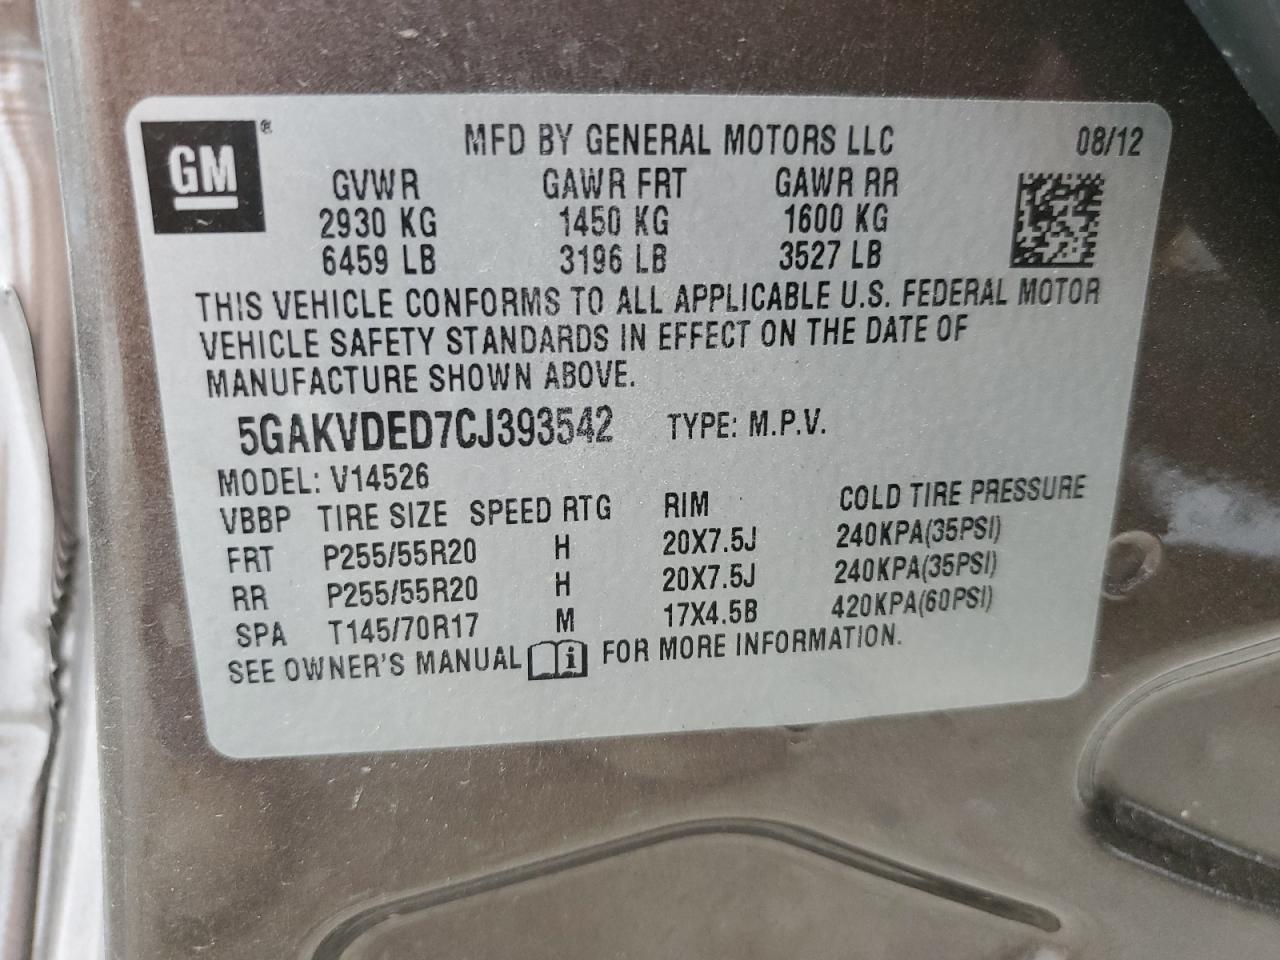 GM ® MFD BY GENERAL MOTORS LLC 08/12
GVWR GAWR FRT GAWR RR
2930 KG 1450 KG 1600 KG
6459 LB 3196 LB 3527 LB
THIS VEHICLE CONFORMS TO ALL APPLICABLE U.S. FEDERAL MOTOR
VEHICLE SAFETY STANDARDS IN EFFECT ON THE DATE OF
MANUFACTURE SHOWN ABOVE.
5GAKVDED7CJ393542 TYPE: M.P.V.
MODEL: V14526
VBBP TIRE SIZE SPEED RTG RIM COLD TIRE PRESSURE
FRT P255/55R20 H 20X7.5J 240KPA(35PSI)
RR P255/55R20 H 20X7.5J 240KPA(35PSI)
SPA T145/70R17 M 17X4.5B 420KPA(60PSI)
SEE OWNER'S MANUAL i FOR MORE INFORMATION.